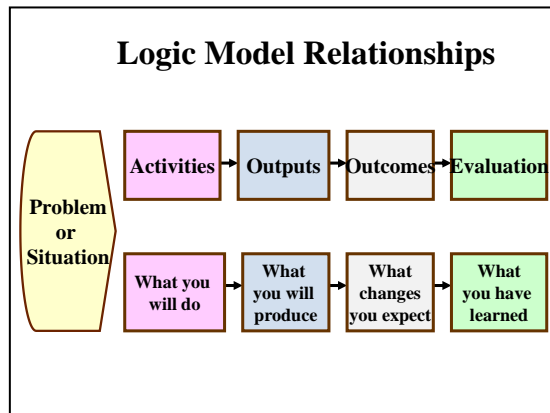 Logic Model Relationships
Activities
Outputs
Outcomes
Evaluation
Problem
or
Situation
What you
will do
What
you will
produce
What
changes
you expect
What
you have
learned